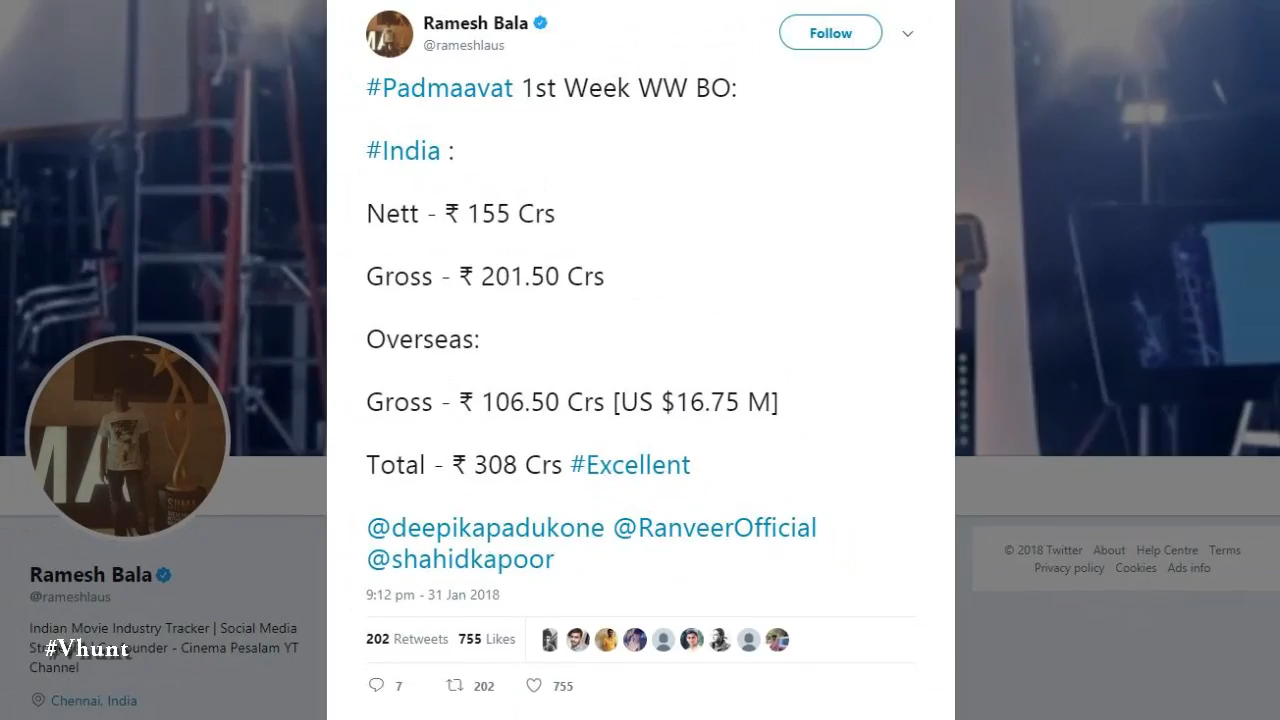 Ramesh Bala
@rameshlaus
Follow
#Padmaavat 1st Week WW BO:
#India :
Nett - ₹ 155 Crs
Gross - ₹ 201.50 Crs
Overseas:
Gross - ₹ 106.50 Crs [US $16.75 M]
Total - ₹ 308 Crs #Excellent
@deepikapadukone @RanveerOfficial
@shahidkapoor
9:12 pm - 31 Jan 2018
202 Retweets 755 Likes
7 202 755
Ramesh Bala
@rameshlaus
Indian Movie Industry Tracker | Social Media
- Cinema Pesalam YT
Channel
#Vhunt
Chennai, India
© 2018 Twitter About Help Centre Terms
Privacy policy Cookies Ads info